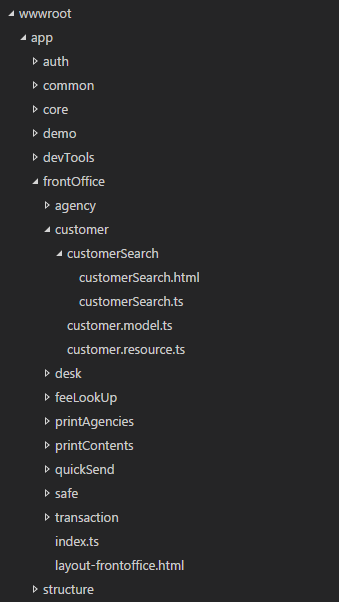 wwwroot
app
auth
common
core
demo
devTools
frontOffice
agency
customer
customerSearch
customerSearch.html
customerSearch.ts
customer.model.ts
customer.resource.ts
desk
feeLookUp
printAgencies
printContents
quickSend
safe
transaction
index.ts
layout-frontoffice.html
structure